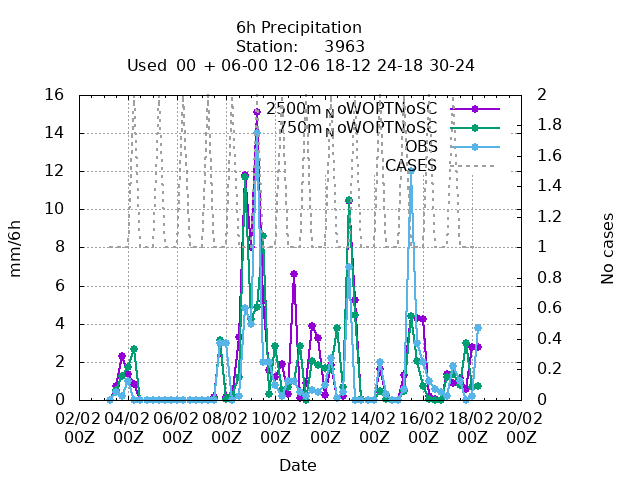 6h Precipitation
Station: 3963
Used 00 + 06-00 12-06 18-12 24-18 30-24
16 2
2500m N oWOPTNoSC
14 1.8
750m N oWOPTNoSC
OBS
12 1.6
CASES
10 1.4
1.2
8 1
6 0.8
0.6
4 0.4
2 0.2
0 0
mm/6h
No cases
02/02 04/02 06/02 08/02 10/02 12/02 14/02 16/02 18/02 20/02
00Z 00Z 00Z 00Z 00Z 00Z 00Z 00Z 00Z 00Z
Date